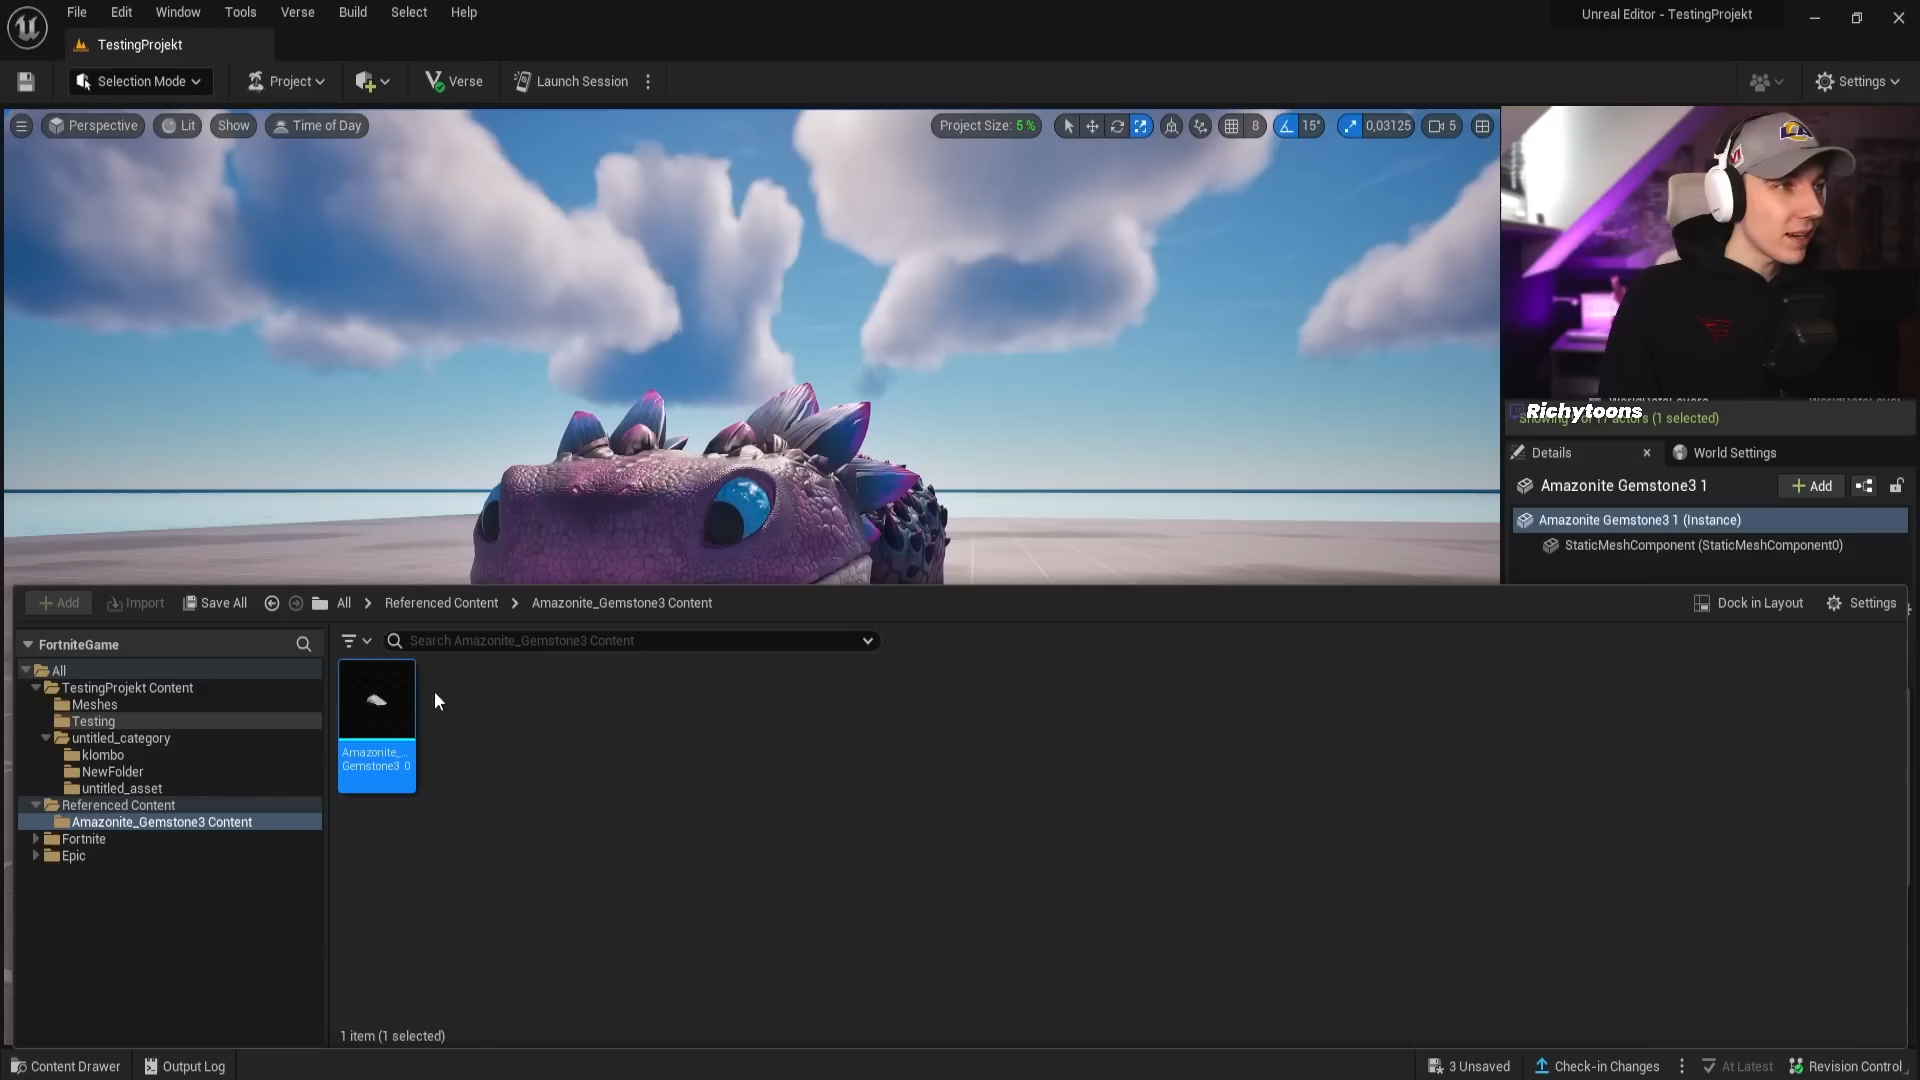 File Edit Window Tools Verse Build Select Help
Unreal Editor - TestingProjekt
TestingProjekt
Selection Mode Project Verse Launch Session Settings
Perspective Lit Show Time of Day Project Size: 5 % 8 15° 0,03125 5
Richytoons
actors (1 selected)
Details World Settings
Amazonite Gemstone3 1 Add
Amazonite Gemstone3 1 (Instance)
StaticMeshComponent (StaticMeshComponent0)
Add Import Save All All Referenced Content Amazonite_Gemstone3 Content Dock in Layout Settings
FortniteGame
Search Amazonite_Gemstone3 Content
All
TestingProjekt Content
Meshes
Testing
untitled_category
klombo
NewFolder
untitled_asset
Referenced Content
Amazonite_Gemstone3 Content
Fortnite
Epic
Amazonite_...
Gemstone3 0
1 item (1 selected)
Content Drawer Output Log 3 Unsaved Check-in Changes At Latest Revision Control